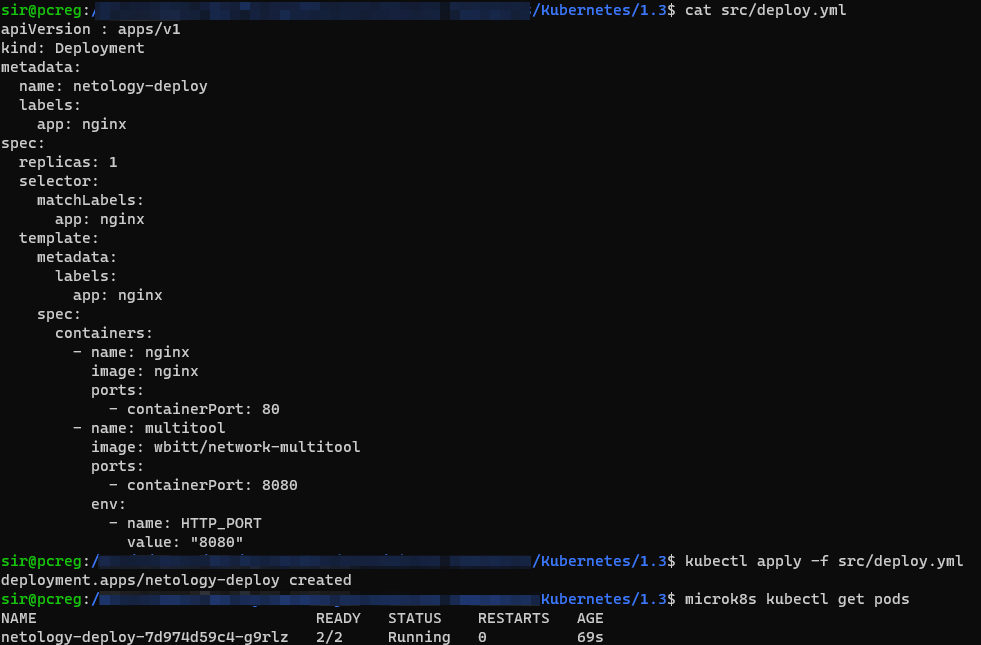 sir@pcreg:/ /Kubernetes/1.3$ cat src/deploy.yml
apiVersion : apps/v1
kind: Deployment
metadata:
  name: netology-deploy
  labels:
    app: nginx
spec:
  replicas: 1
  selector:
    matchLabels:
      app: nginx
  template:
    metadata:
      labels:
        app: nginx
    spec:
      containers:
        - name: nginx
          image: nginx
          ports:
            - containerPort: 80
        - name: multitool
          image: wbitt/network-multitool
          ports:
            - containerPort: 8080
          env:
            - name: HTTP_PORT
              value: "8080"
sir@pcreg:/ /Kubernetes/1.3$ kubectl apply -f src/deploy.yml
deployment.apps/netology-deploy created
sir@pcreg:/ Kubernetes/1.3$ microk8s kubectl get pods
NAME                               READY   STATUS    RESTARTS   AGE
netology-deploy-7d974d59c4-g9rlz   2/2     Running   0          69s